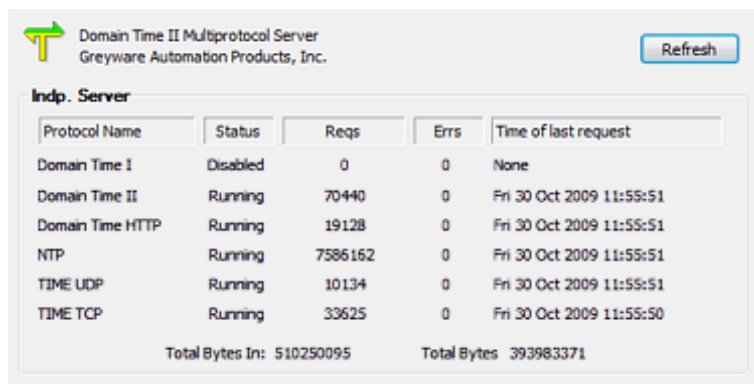 Domain Time II Multiprotocol Server
Greyware Automation Products, Inc.
Refresh
Indp. Server
Protocol Name Status Reqs Errs Time of last request
Domain Time I Disabled 0 0 None
Domain Time II Running 70440 0 Fri 30 Oct 2009 11:55:51
Domain Time HTTP Running 19128 0 Fri 30 Oct 2009 11:55:51
NTP Running 7586162 0 Fri 30 Oct 2009 11:55:51
TIME UDP Running 10134 0 Fri 30 Oct 2009 11:55:51
TIME TCP Running 33625 0 Fri 30 Oct 2009 11:55:50
Total Bytes In: 510250095 Total Bytes 393983371